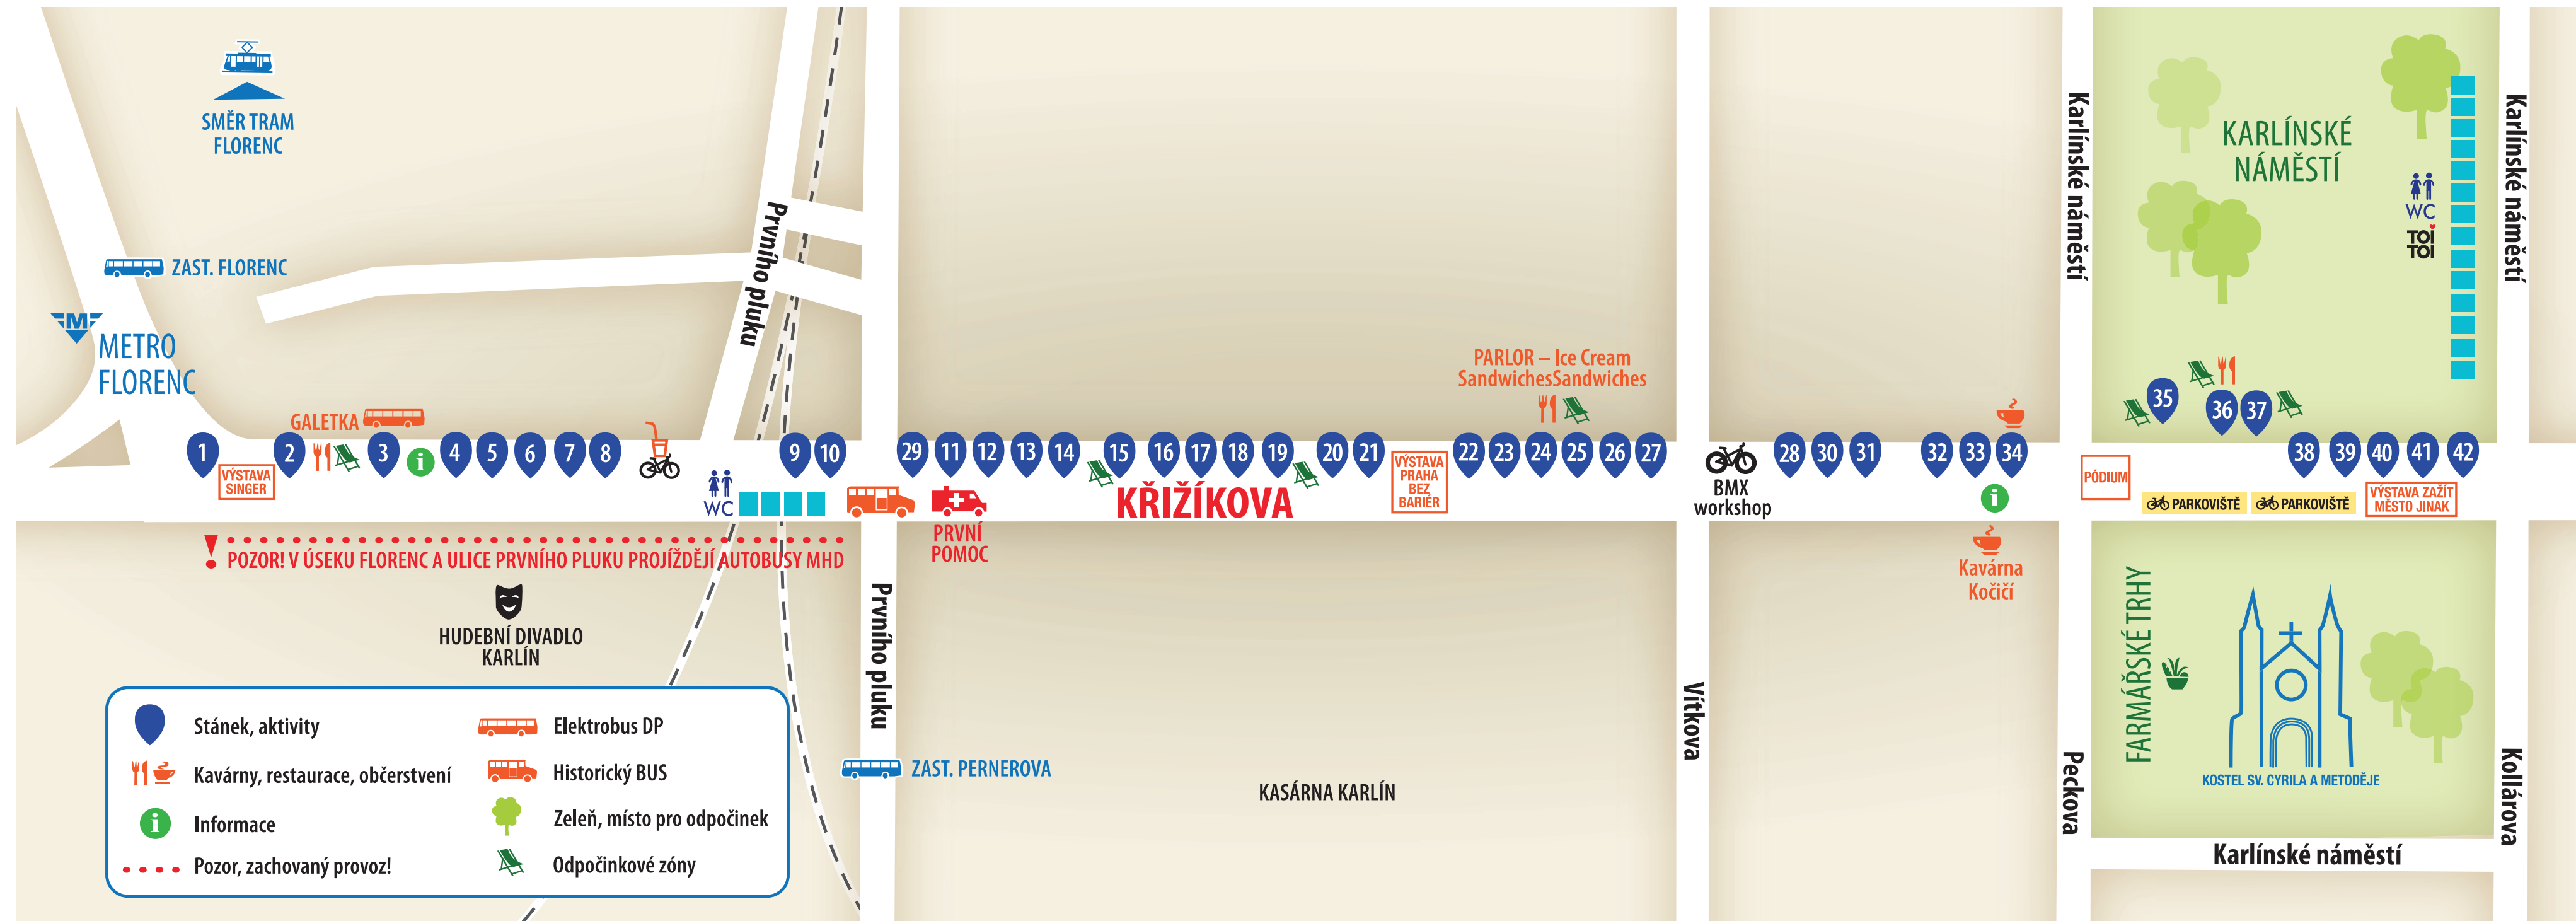 SMĚR TRAM
FLORENC
ZAST. FLORENC
M
METRO
FLORENC
Prvního pluku
GALETKA
1
VÝSTAVA
SINGER
2
3
i
4
5
6
7
8
WC
9
10
29
11
12
13
14
15
16
17
18
19
20
21
VÝSTAVA
PRAHA
BEZ
BARIÉR
PARLOR – Ice Cream
SandwichesSandwiches
22
23
24
25
26
27
KŘIŽÍKOVA
PRVNÍ
POMOC
BMX
workshop
28
30
31
32
33
34
i
Kavárna
Kočičí
Karlínské náměstí
KARLÍNSKÉ
NÁMĚSTÍ
WC
TOI
TOI
Karlínské náměstí
35
36
37
38
39
40
41
42
PÓDIUM
PARKOVIŠTĚ
PARKOVIŠTĚ
VÝSTAVA ZAŽÍT
MĚSTO JINAK
! POZOR! V ÚSEKU FLORENC A ULICE PRVNÍHO PLUKU PROJÍŽDĚJÍ AUTOBUSY MHD
HUDEBNÍ DIVADLO
KARLÍN
Prvního pluku
ZAST. PERNEROVA
KASÁRNA KARLÍN
Vítkova
Peckova
FARMÁŘSKÉ TRHY
KOSTEL SV. CYRILA A METODĚJE
Kollárova
Karlínské náměstí
Stánek, aktivity
Kavárny, restaurace, občerstvení
i Informace
Pozor, zachovaný provoz!
Elektrobus DP
Historický BUS
Zeleň, místo pro odpočinek
Odpočinkové zóny